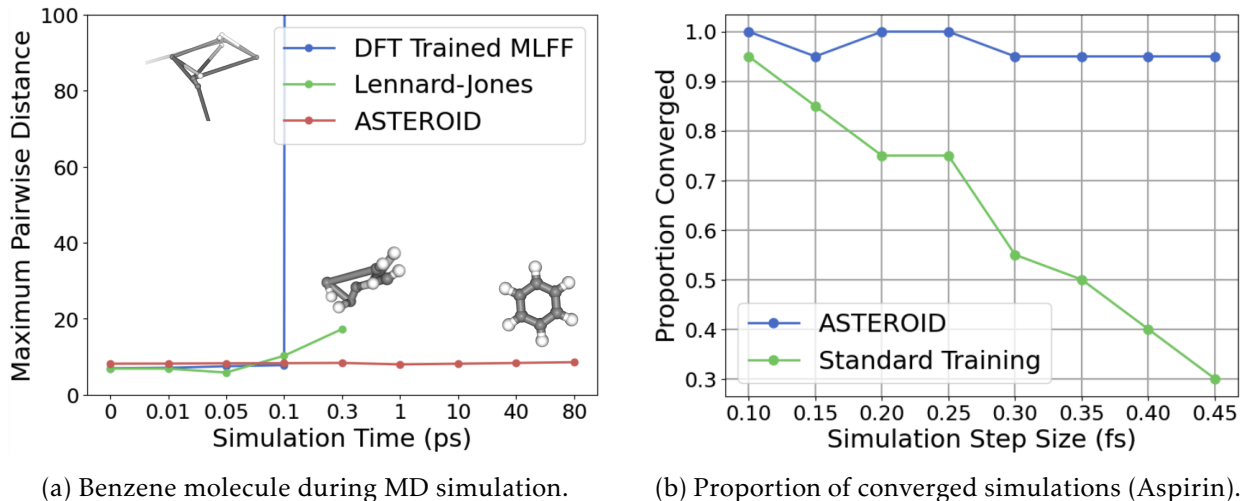 100
80
60
40
20
0
Maximum Pairwise Distance
DFT Trained MLFF
Lennard-Jones
ASTEROID
0 0.01 0.05 0.1 0.3 1 10 40 80
Simulation Time (ps)
(a) Benzene molecule during MD simulation.
1.0
0.9
0.8
0.7
0.6
0.5
0.4
0.3
Proportion Converged
ASTEROID
Standard Training
0.10 0.15 0.20 0.25 0.30 0.35 0.40 0.45
Simulation Step Size (fs)
(b) Proportion of converged simulations (Aspirin).